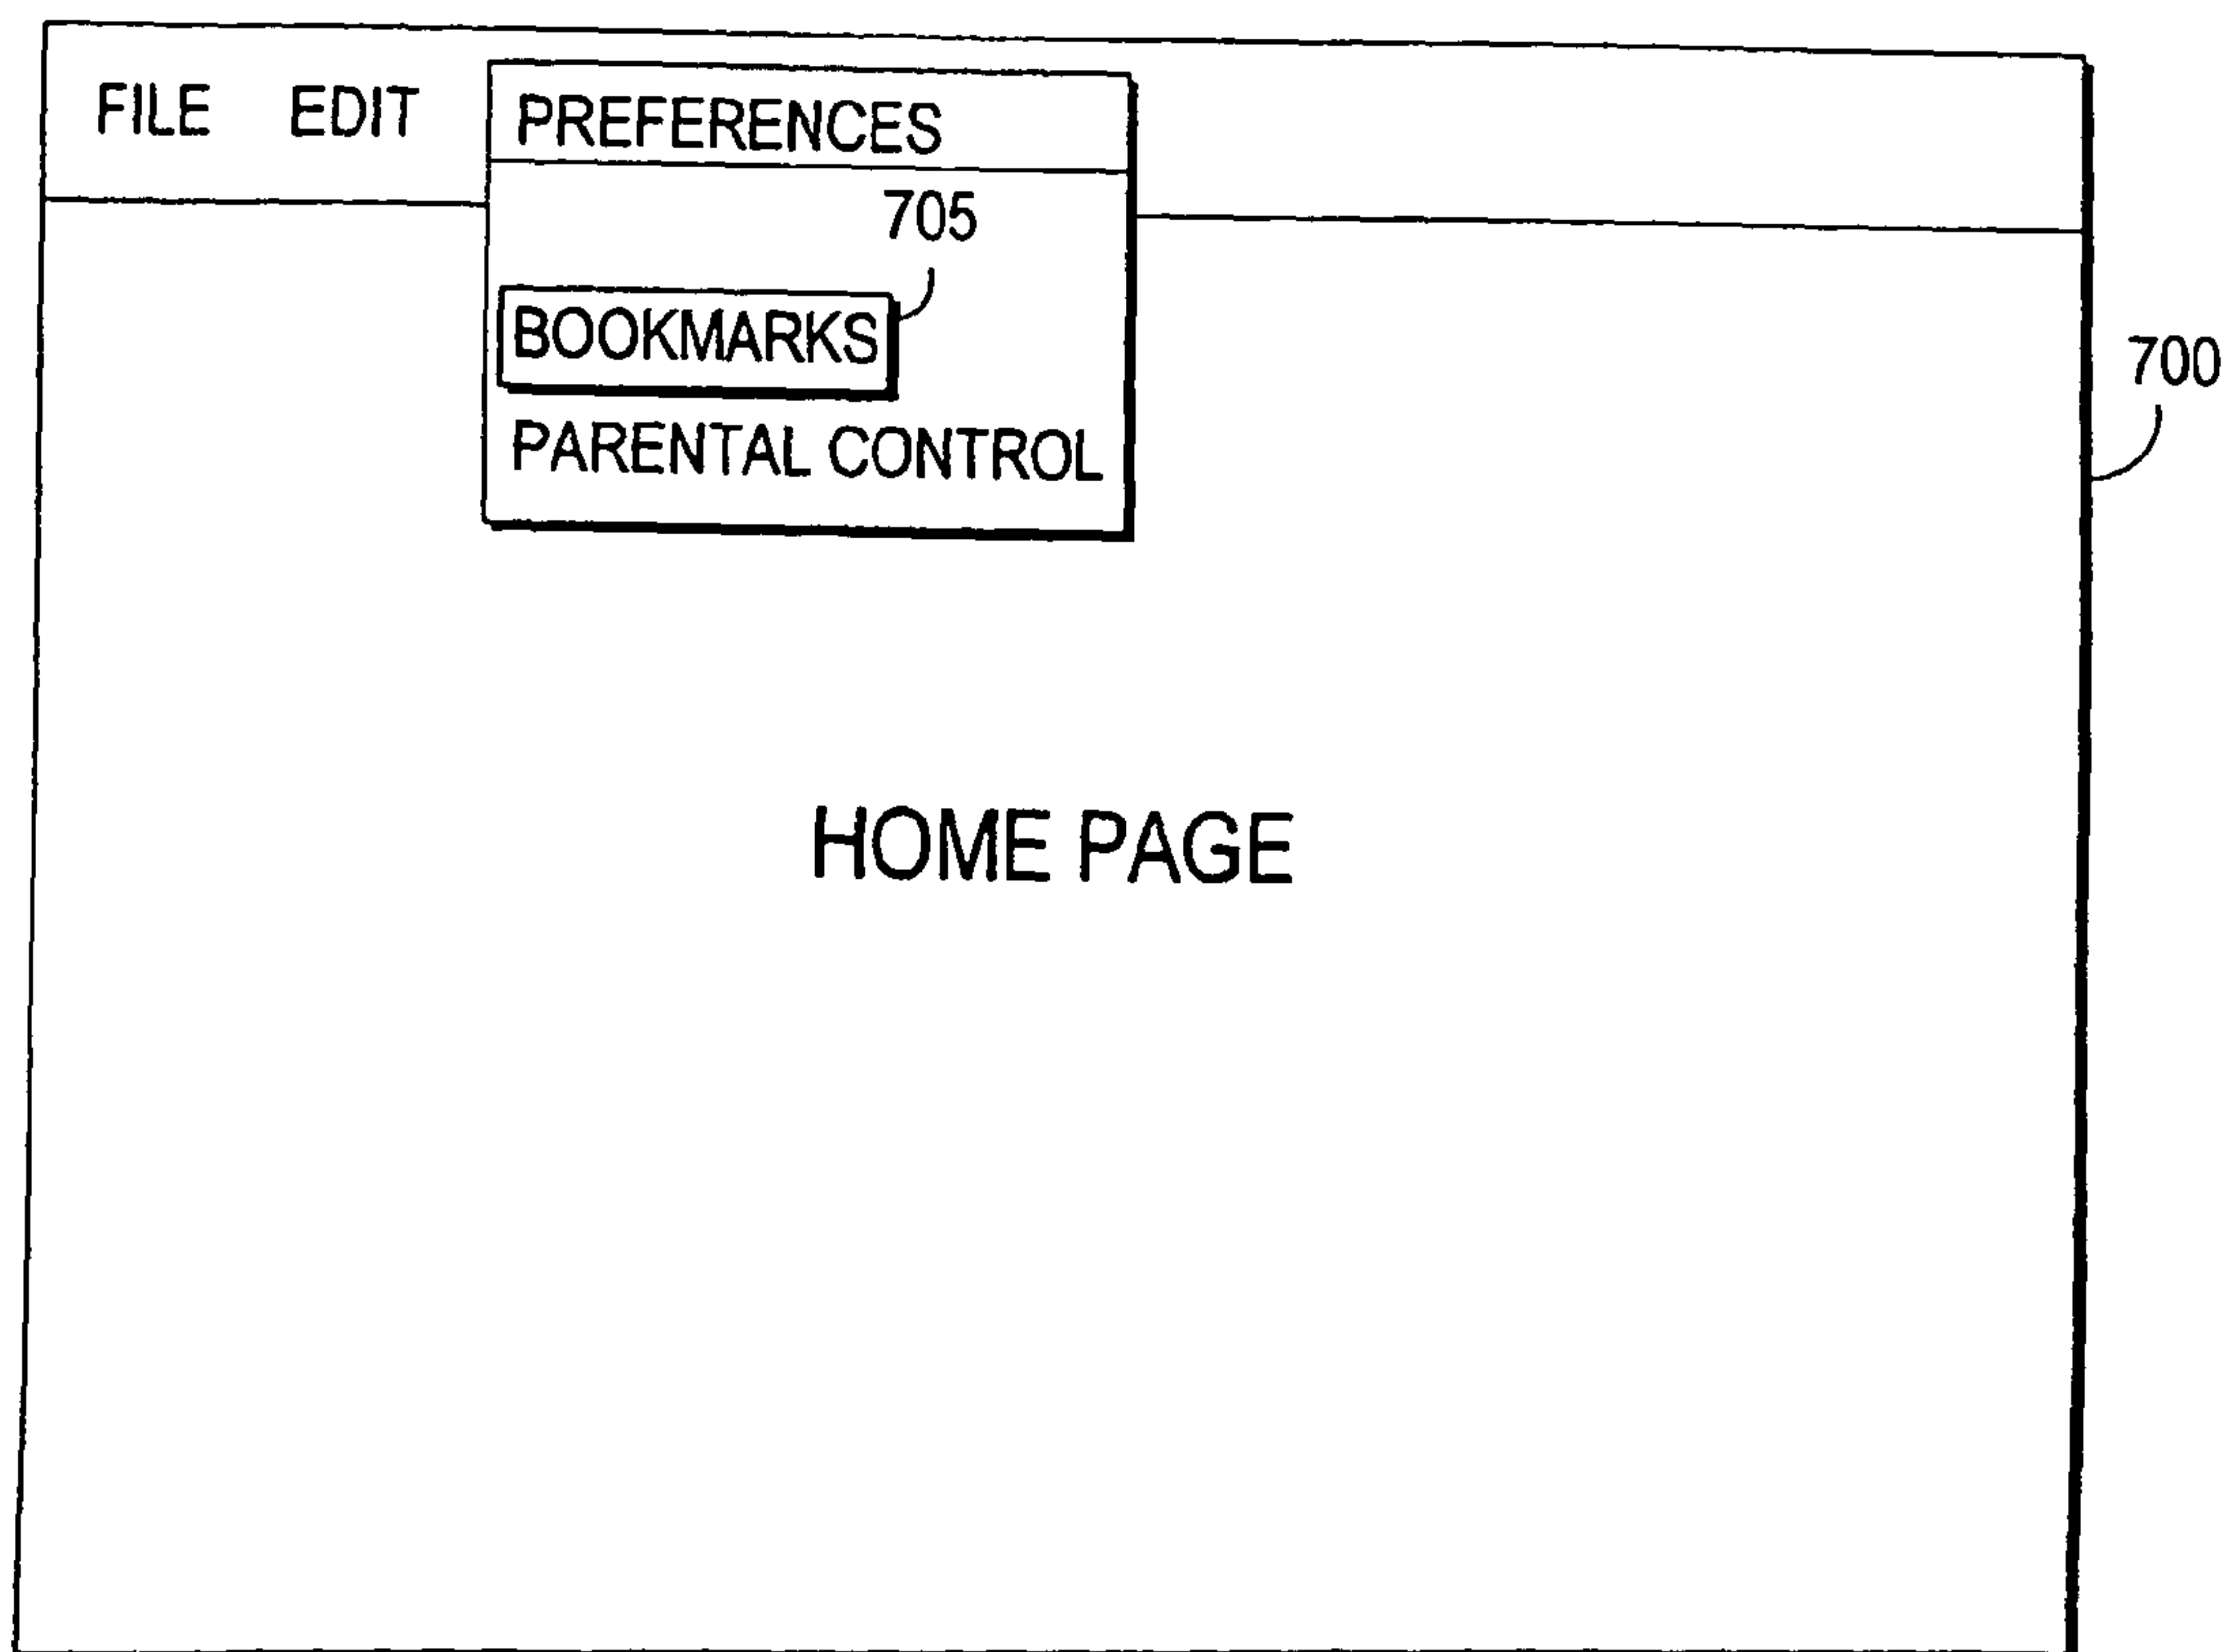 FILE EDIT PREFERENCES
705
BOOKMARKS
700
PARENTAL CONTROL
HOME PAGE